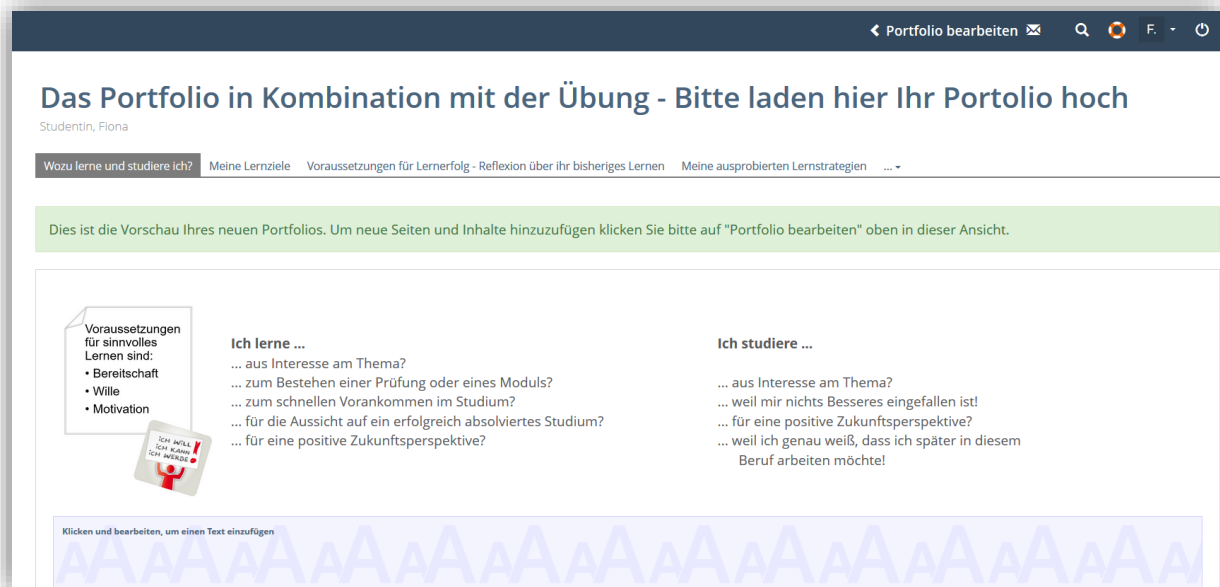 Portfolio bearbeiten
F.
Das Portfolio in Kombination mit der Übung - Bitte laden hier Ihr Portolio hoch
Studentin, Fiona
Wozu lerne und studiere ich? Meine Lernziele Voraussetzungen für Lernerfolg - Reflexion über ihr bisheriges Lernen Meine ausprobierten Lernstrategien ...
Dies ist die Vorschau Ihres neuen Portfolios. Um neue Seiten und Inhalte hinzuzufügen klicken Sie bitte auf "Portfolio bearbeiten" oben in dieser Ansicht.
Voraussetzungen
für sinnvolles
Lernen sind:
• Bereitschaft
• Wille
• Motivation
ICH WILL
ICH KANN
ICH WERDE
Ich lerne ...
... aus Interesse am Thema?
... zum Bestehen einer Prüfung oder eines Moduls?
... zum schnellen Vorankommen im Studium?
... für die Aussicht auf ein erfolgreich absolviertes Studium?
... für eine positive Zukunftsperspektive?
Ich studiere ...
... aus Interesse am Thema?
... weil mir nichts Besseres eingefallen ist!
... für eine positive Zukunftsperspektive?
... weil ich genau weiß, dass ich später in diesem
Beruf arbeiten möchte!
Klicken und bearbeiten, um einen Text einzufügen
AAAAAAAAAAAAAAAAAAAAAAAAAAA